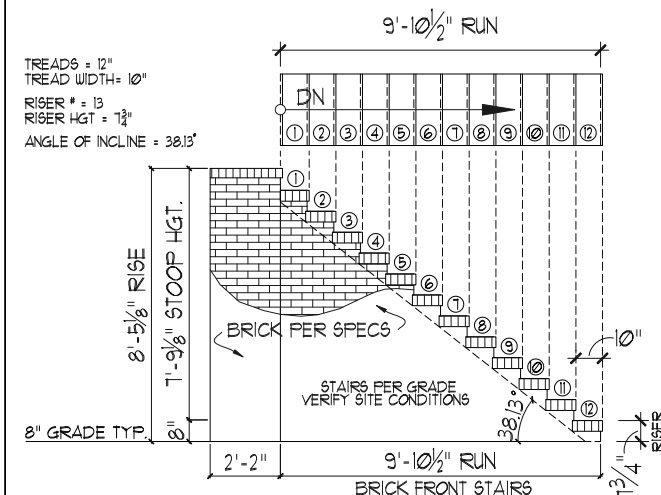 9'-10½" RUN
TREADS = 12"
TREAD WIDTH= 10"
RISER # = 13
RISER HGT = 7¾"
ANGLE OF INCLINE = 38.13°
DN
① ② ③ ④ ⑤ ⑥ ⑦ ⑧ ⑨ ⑩ ⑪ ⑫
①
②
③
④
⑤
⑥
⑦
⑧
⑨
⑩
⑪
⑫
8'-5⅛" RISE
7'-9⅛" STOOP HGT.
8"
BRICK PER SPECS
10"
STAIRS PER GRADE
VERIFY SITE CONDITIONS
38.13°
8" GRADE TYP.
RISER
2'-2"
9'-10½" RUN
BRICK FRONT STAIRS